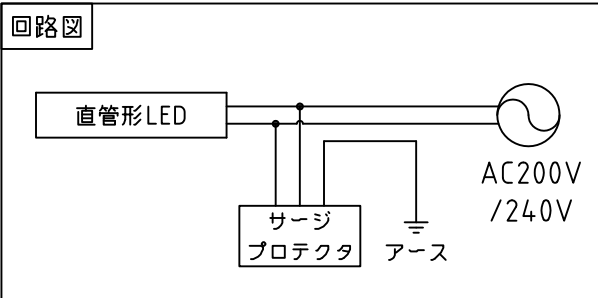 回路図
直管形LED
AC200V
/240V
サージ
プロテクタ
アース